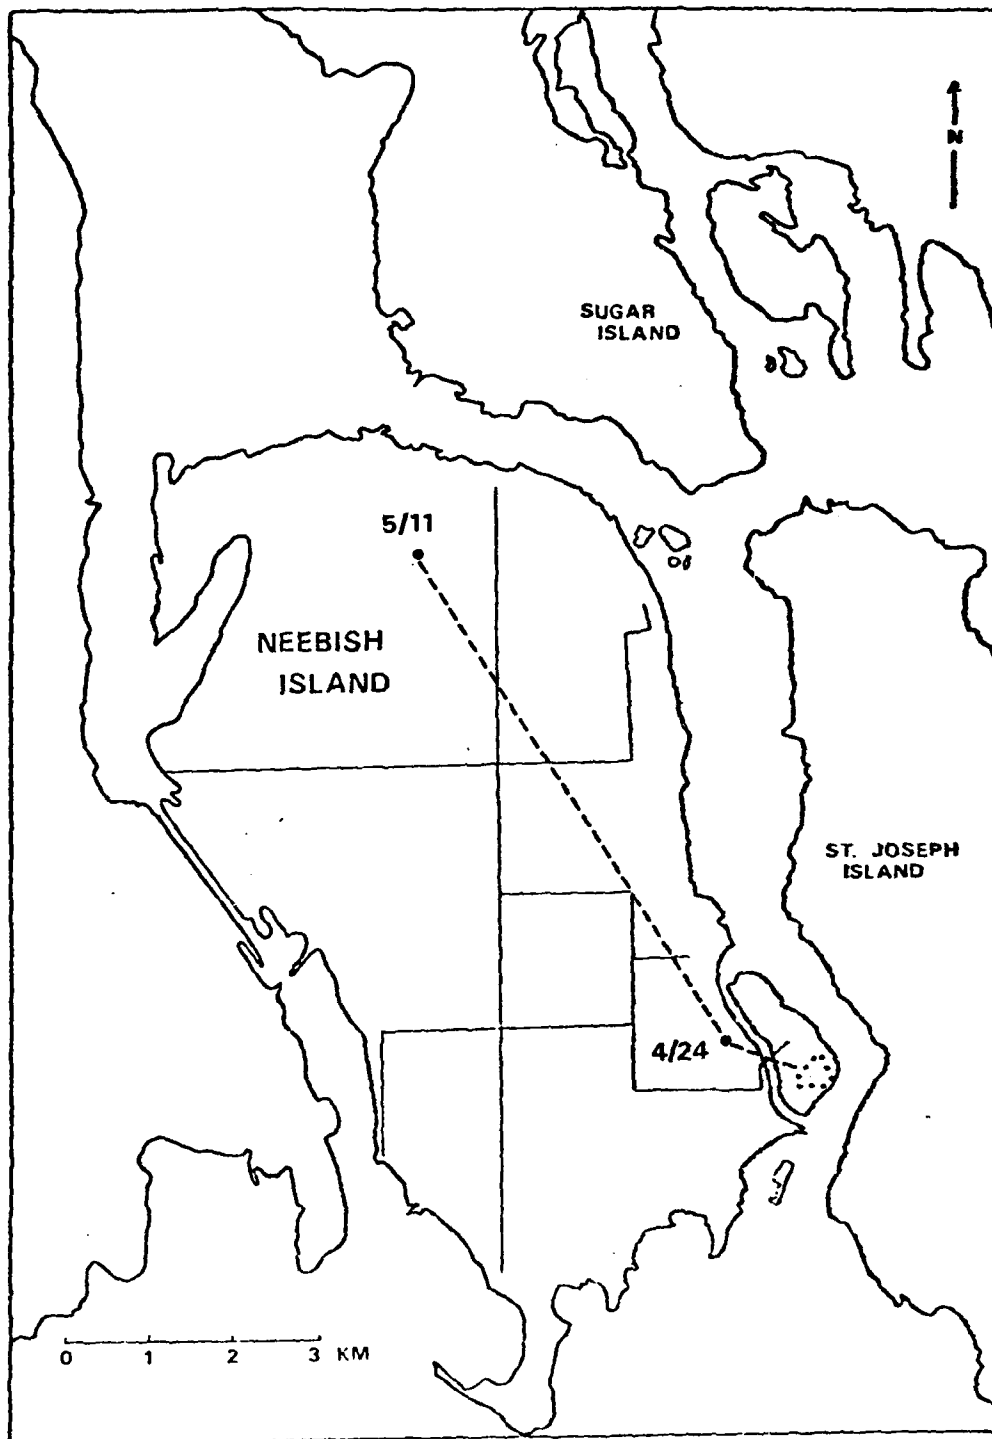 N
SUGAR
ISLAND
5/11
NEEBISH
ISLAND
ST. JOSEPH
ISLAND
4/24
0 1 2 3 KM